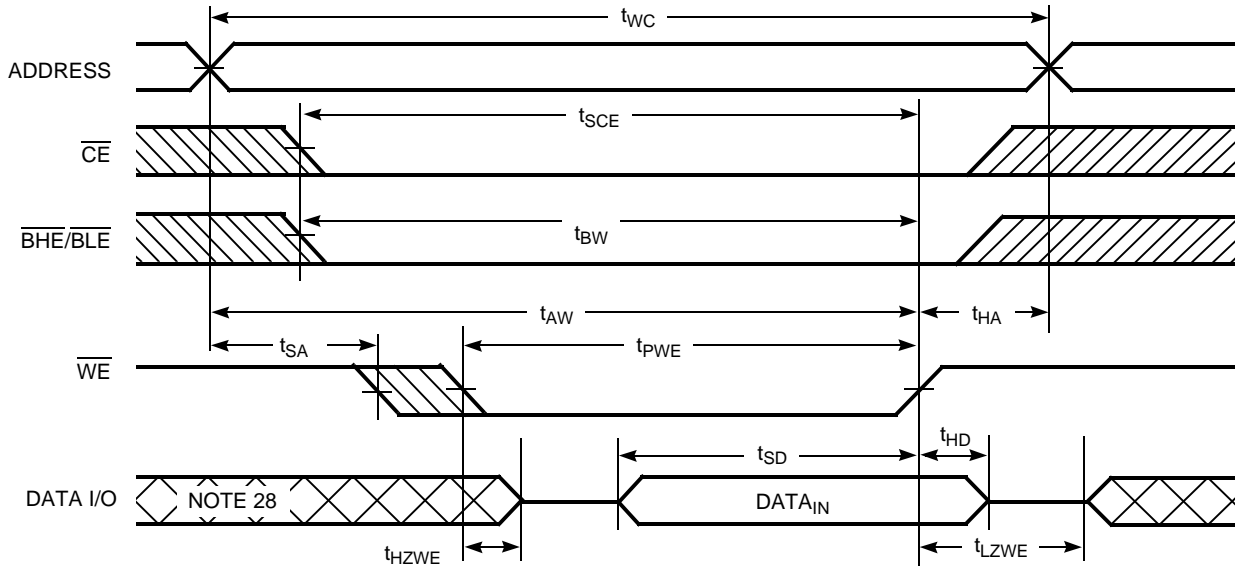 tWC
ADDRESS
tSCE
CE
tBW
BHE/BLE
tAW
tHA
tSA
tPWE
WE
tSD
tHD
DATA I/O
NOTE 28
DATAIN
tHZWE
tLZWE